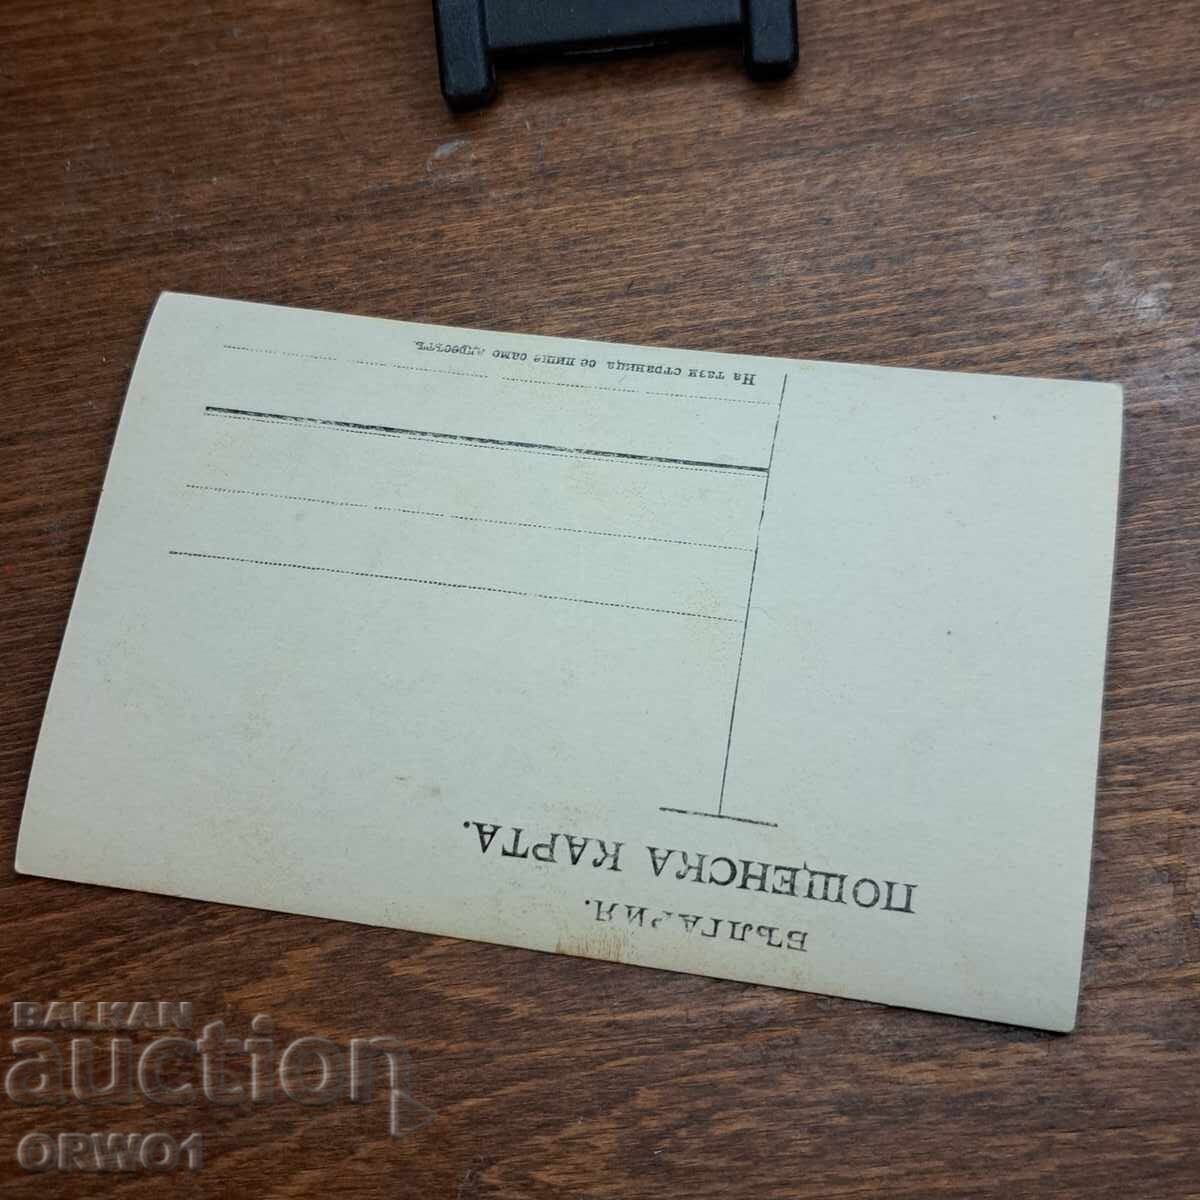 БЪЛГАРИЯ.
ПОЩЕНСКА КАРТА.
На тази страница се пише само адресътъ.
BALKAN
auction
ORWO1